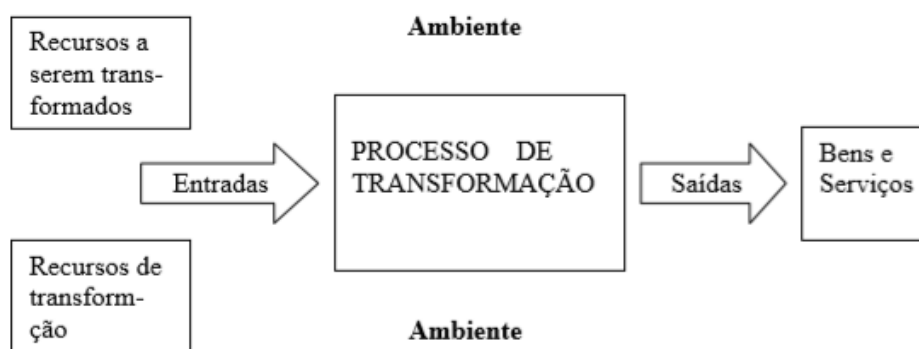 Ambiente
Recursos a
serem trans-
formados
Entradas
PROCESSO DE
TRANSFORMAÇÃO
Saídas
Bens e
Serviços
Recursos de
transform-
ção
Ambiente